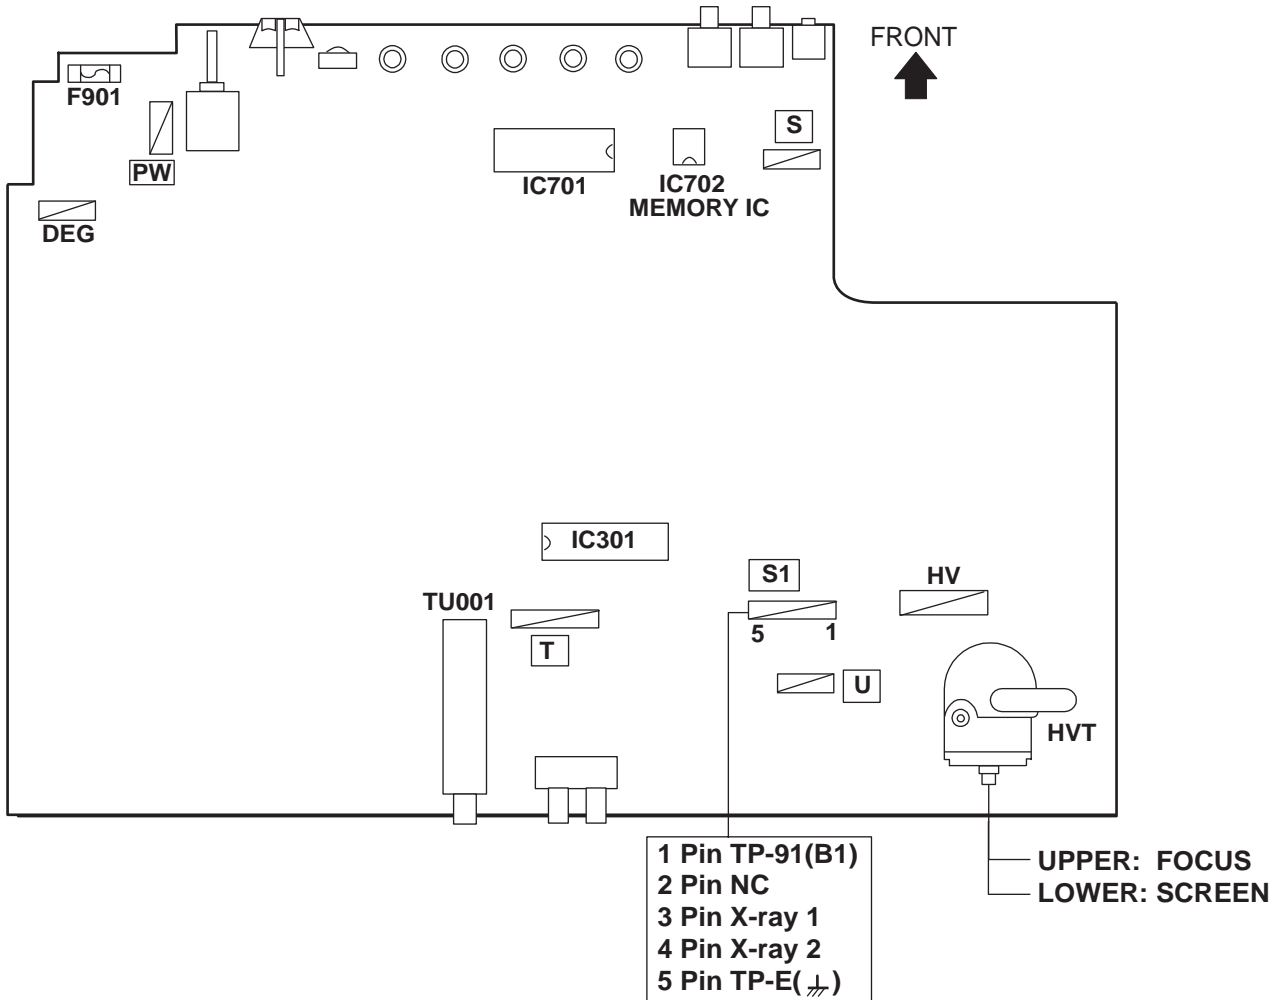 FRONT
F901
S
PW
IC701
IC702
MEMORY IC
DEG
IC301
S1
HV
TU001
5 1
T
U
HVT
1 Pin TP-91(B1)
2 Pin NC
3 Pin X-ray 1
4 Pin X-ray 2
5 Pin TP-E( )
UPPER: FOCUS
LOWER: SCREEN